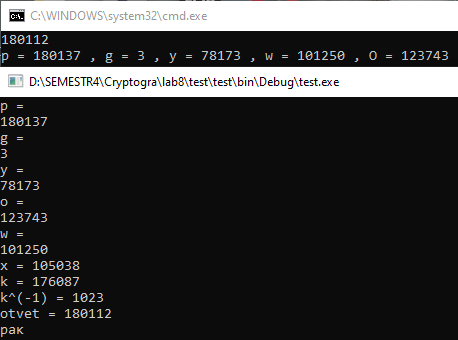 C:\WINDOWS\system32\cmd.exe
180112
p = 180137 , g = 3 , y = 78173 , w = 101250 , O = 123743
D:\SEMESTR4\Cryptogra\lab8\test\test\bin\Debug\test.exe
p =
180137
g =
3
y =
78173
o =
123743
w =
101250
x = 105038
k = 176087
k^(-1) = 1023
otvet = 180112
рак